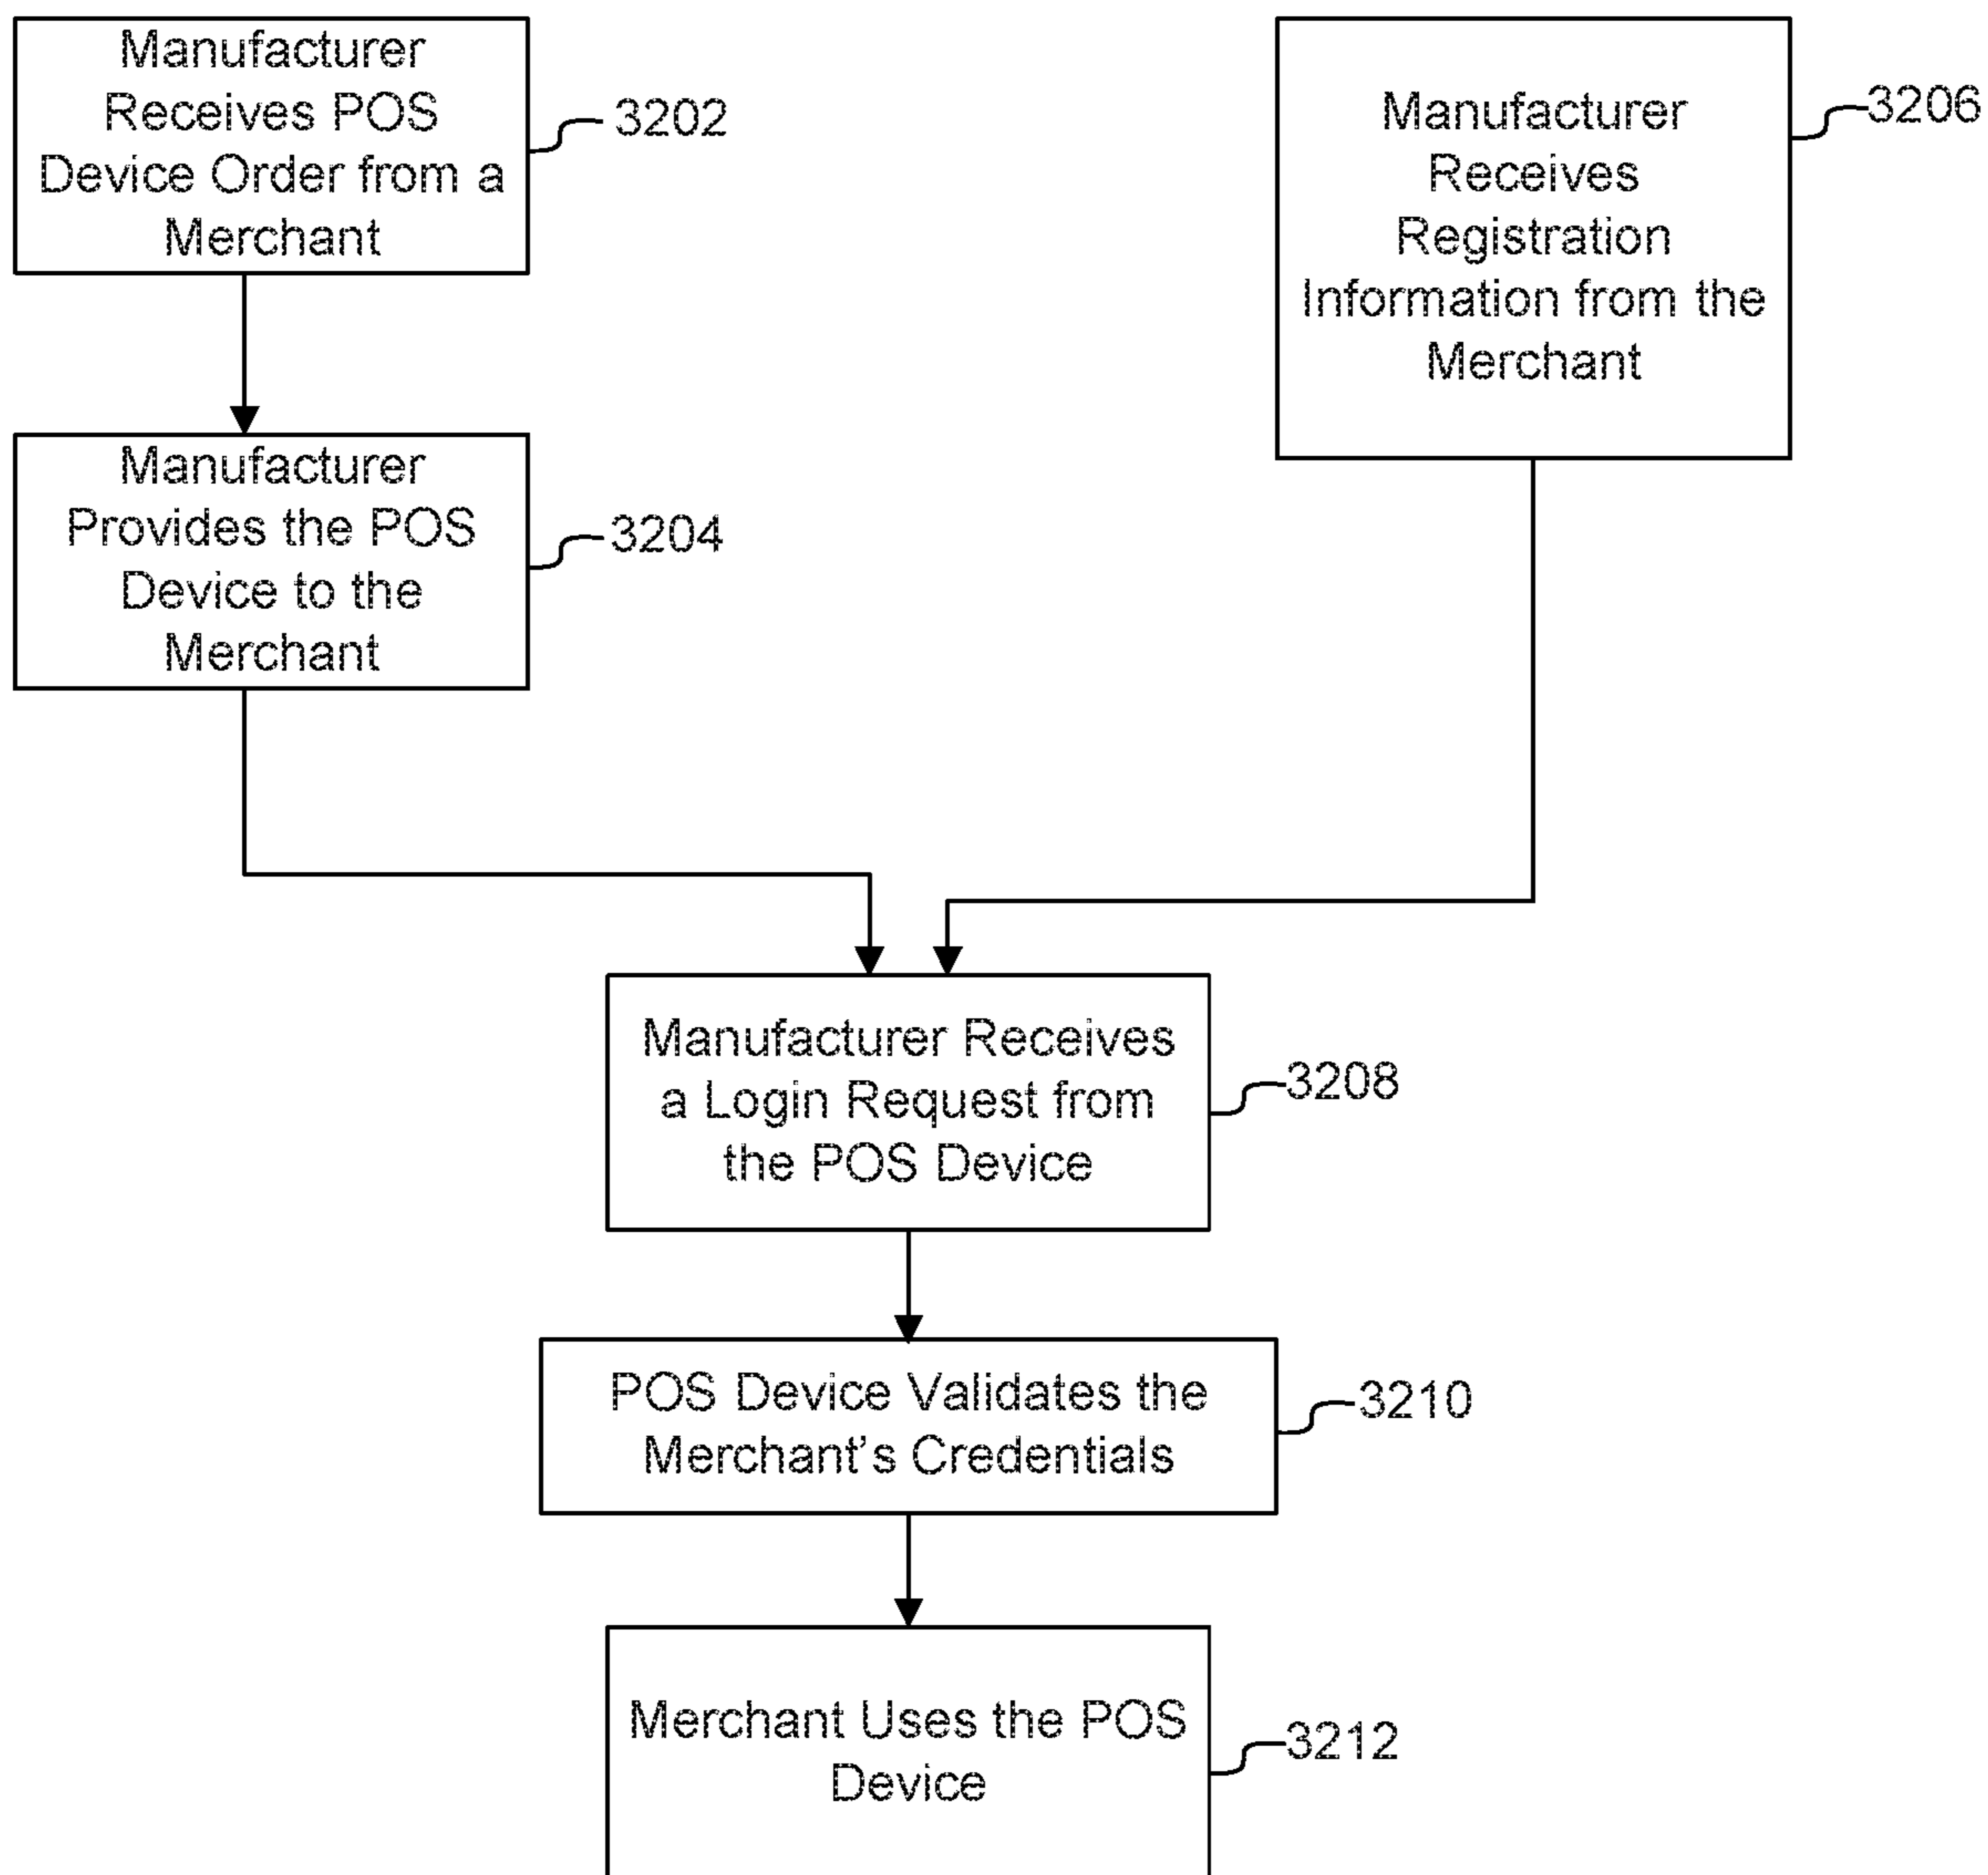 Manufacturer
Receives POS
Device Order from a
Merchant
3202
Manufacturer
Receives
Registration
Information from the
Merchant
3206
Manufacturer
Provides the POS
Device to the
Merchant
3204
Manufacturer Receives
a Login Request from
the POS Device
3208
POS Device Validates the
Merchant's Credentials
3210
Merchant Uses the POS
Device
3212